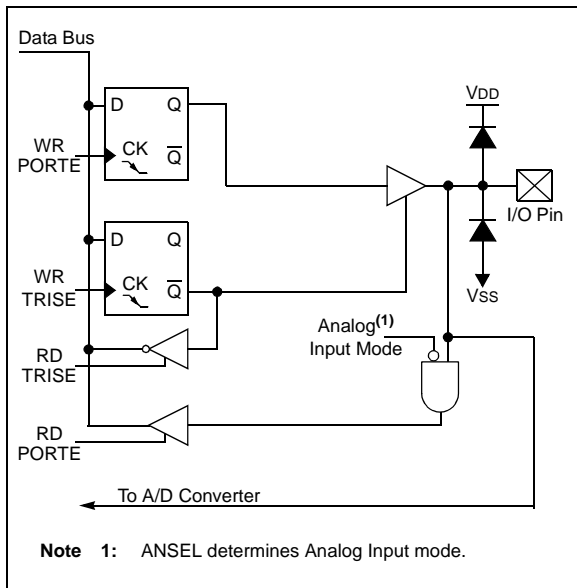 Data Bus
D Q
WR
PORTE
CK Q
VDD
I/O Pin
VSS
D Q
WR
TRISE
CK Q
Analog(1)
Input Mode
RD
TRISE
RD
PORTE
To A/D Converter
Note 1: ANSEL determines Analog Input mode.